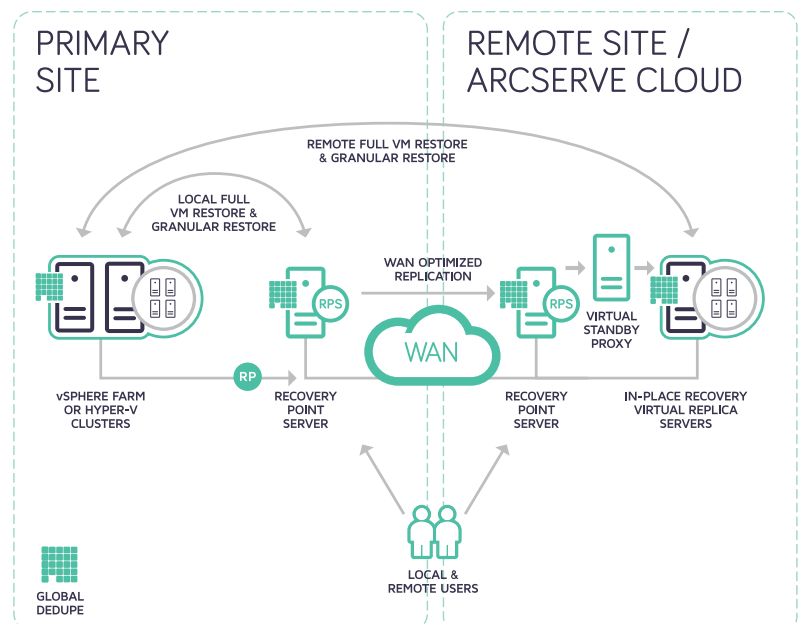 PRIMARY
SITE
REMOTE SITE /
ARCSERVE CLOUD
REMOTE FULL VM RESTORE
& GRANULAR RESTORE
LOCAL FULL
VM RESTORE &
GRANULAR RESTORE
WAN OPTIMIZED
REPLICATION
RPS
RPS
VIRTUAL
STANDBY
PROXY
WAN
RP
vSPHERE FARM
OR HYPER-V
CLUSTERS
RECOVERY
POINT
SERVER
RECOVERY
POINT
SERVER
IN-PLACE RECOVERY
VIRTUAL REPLICA
SERVERS
LOCAL &
REMOTE USERS
GLOBAL
DEDUPE